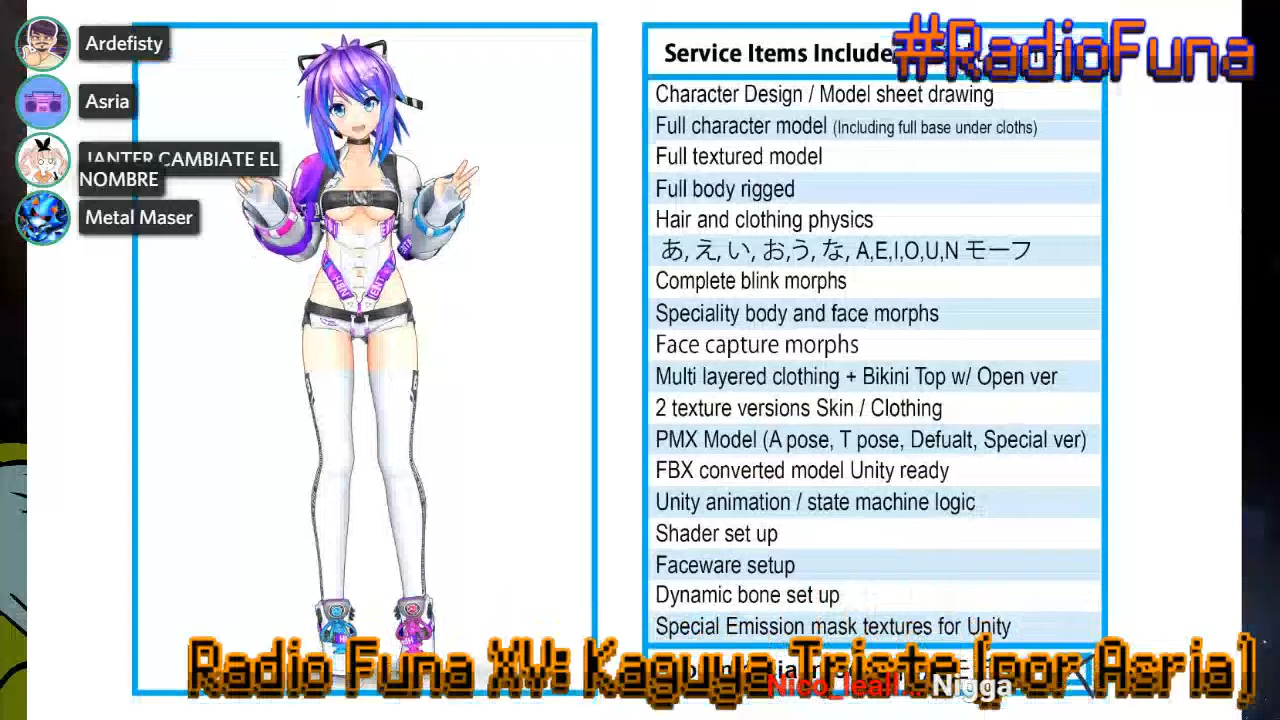 Ardefisty
Asria
JANTER CAMBIATE EL
NOMBRE
Metal Maser
#RadioFuna
Service Items Include
Character Design / Model sheet drawing
Full character model (Including full base under cloths)
Full textured model
Full body rigged
Hair and clothing physics
あ, え, い, お,う, な, A,E,I,O,U,N モーフ
Complete blink morphs
Speciality body and face morphs
Face capture morphs
Multi layered clothing + Bikini Top w/ Open ver
2 texture versions Skin / Clothing
PMX Model (A pose, T pose, Defualt, Special ver)
FBX converted model Unity ready
Unity animation / state machine logic
Shader set up
Faceware setup
Dynamic bone set up
Special Emission mask textures for Unity
Radio Funa XV: Kaguya Triste (por Asria)
Nico_leall... Nigga